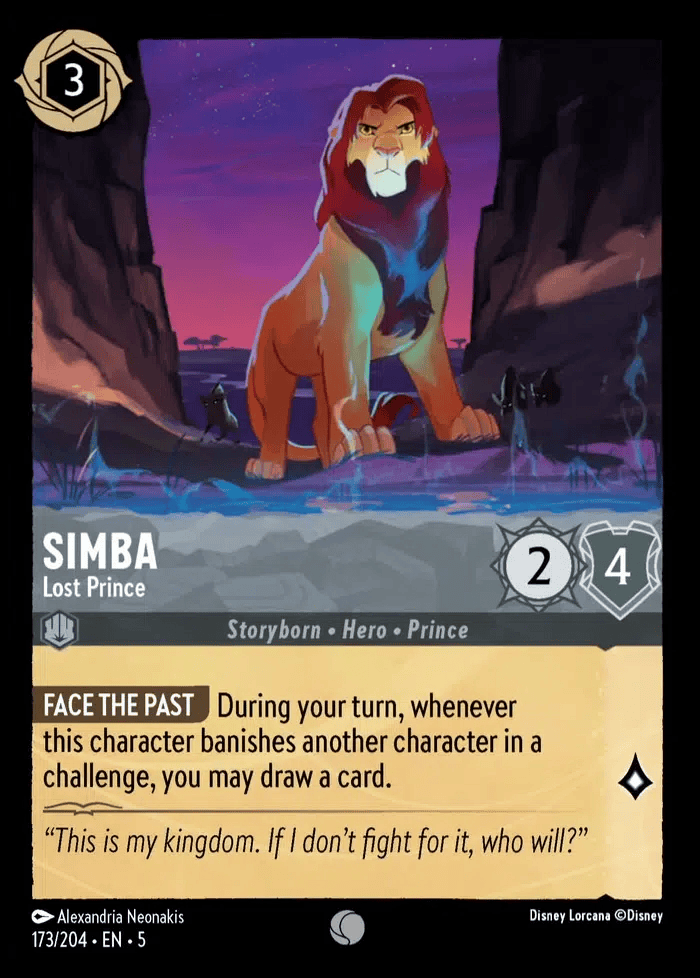 3
SIMBA
Lost Prince
2
4
Storyborn • Hero • Prince
FACE THE PAST During your turn, whenever
this character banishes another character in a
challenge, you may draw a card.
“This is my kingdom. If I don’t fight for it, who will?”
Alexandria Neonakis
Disney Lorcana ©Disney
173/204 • EN • 5